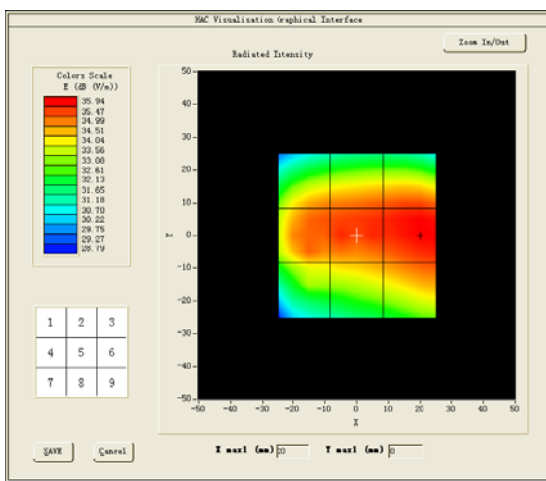 HAC Visualisation Graphical Interface
Zoom In/Out
Radiated Intensity
Colors Scale
E (dB (V/m))
35.94
35.47
34.99
34.51
34.04
33.56
33.08
32.61
32.13
31.65
31.18
30.70
30.22
29.75
29.27
28.79
50
40
30
20
10
0
-10
-20
-30
-40
-50
Y
-50 -40 -30 -20 -10 0 10 20 30 40 50
X
1 2 3
4 5 6
7 8 9
SAVE
Cancel
X max1 (mm) 20
Y max1 (mm) 0